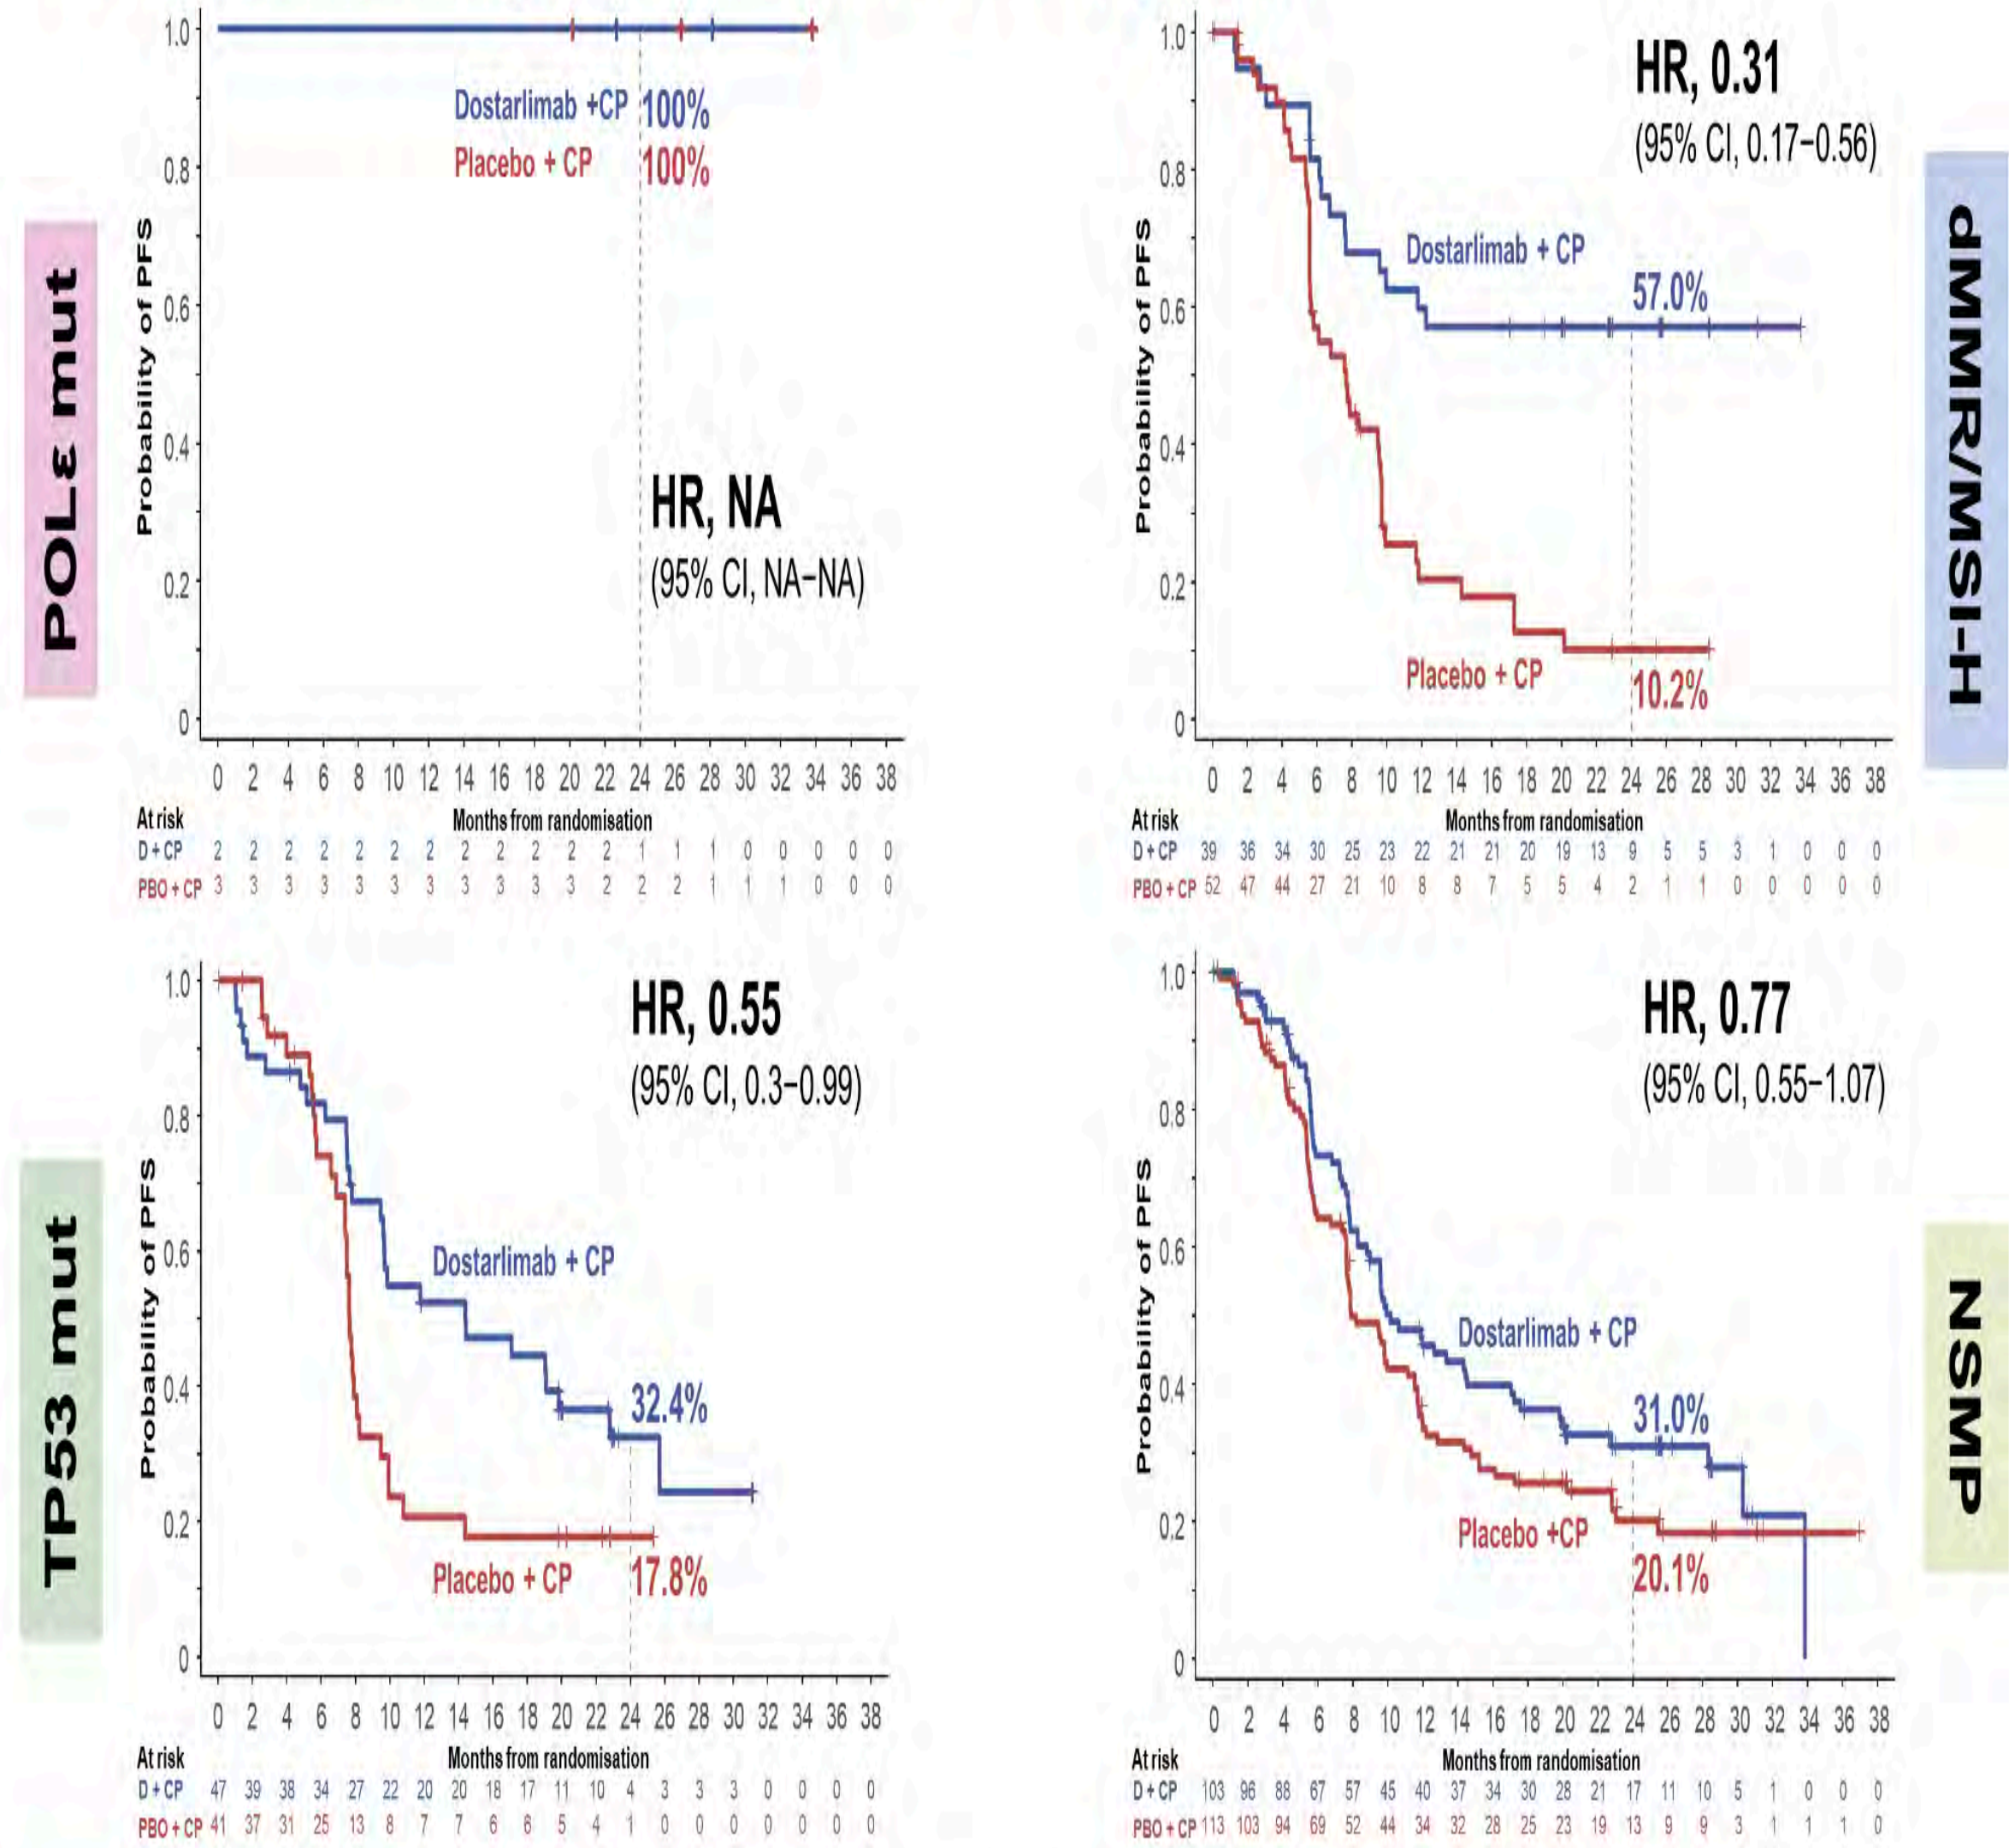 POLε mut
Probability of PFS
1.0
0.8
0.6
0.4
0.2
0
Dostarlimab +CP 100%
Placebo + CP 100%
HR, NA
(95% CI, NA–NA)
0 2 4 6 8 10 12 14 16 18 20 22 24 26 28 30 32 34 36 38
At risk Months from randomisation
D + CP 2 2 2 2 2 2 2 2 2 2 2 2 1 1 1 0 0 0 0 0
PBO + CP 3 3 3 3 3 3 3 3 3 3 3 2 2 2 1 1 1 0 0 0
dMMR/MSI-H
Probability of PFS
1.0
0.8
0.6
0.4
0.2
0
HR, 0.31
(95% CI, 0.17–0.56)
Dostarlimab + CP
57.0%
Placebo + CP
10.2%
0 2 4 6 8 10 12 14 16 18 20 22 24 26 28 30 32 34 36 38
At risk Months from randomisation
D + CP 39 36 34 30 25 23 22 21 21 20 19 13 9 5 5 3 1 0 0 0
PBO + CP 52 47 44 27 21 10 8 8 7 5 5 4 2 1 1 0 0 0 0 0
TP53 mut
Probability of PFS
1.0
0.8
0.6
0.4
0.2
0
HR, 0.55
(95% CI, 0.3–0.99)
Dostarlimab + CP
32.4%
Placebo + CP
17.8%
0 2 4 6 8 10 12 14 16 18 20 22 24 26 28 30 32 34 36 38
At risk Months from randomisation
D + CP 47 39 38 34 27 22 20 20 18 17 11 10 4 3 3 3 0 0 0 0
PBO + CP 41 37 31 25 13 8 7 7 6 6 5 4 1 0 0 0 0 0 0 0
NSMP
Probability of PFS
1.0
0.8
0.6
0.4
0.2
0
HR, 0.77
(95% CI, 0.55–1.07)
Dostarlimab + CP
31.0%
Placebo +CP
20.1%
0 2 4 6 8 10 12 14 16 18 20 22 24 26 28 30 32 34 36 38
At risk Months from randomisation
D + CP 103 96 88 67 57 45 40 37 34 30 28 21 17 11 10 5 1 0 0 0
PBO + CP 113 103 94 69 52 44 34 32 28 25 23 19 13 9 9 3 1 1 1 0